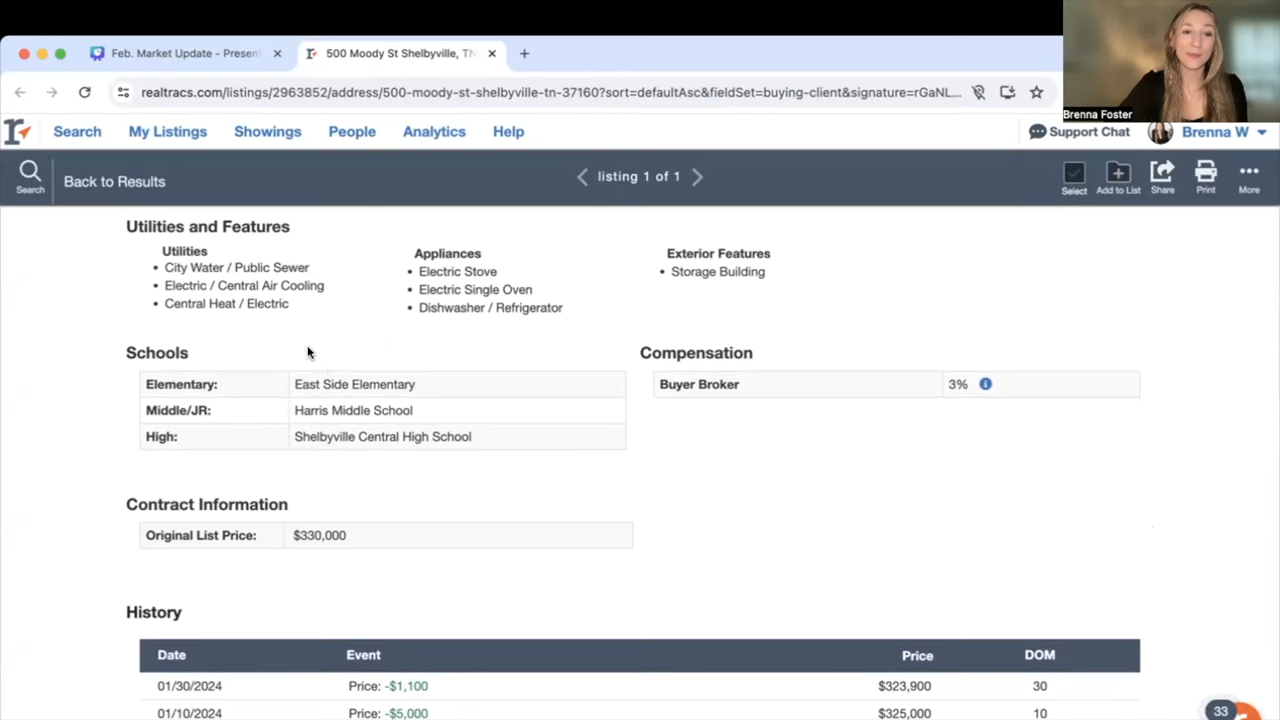 Feb. Market Update - Present
500 Moody St Shelbyville, TN
realtracs.com/listings/2963852/address/500-moody-st-shelbyville-tn-37160?sort=defaultAsc&fieldSet=buying-client&signature=rGaNL...
Brenna Foster
Search
My Listings
Showings
People
Analytics
Help
Support Chat
Brenna W
Search
Back to Results
listing 1 of 1
Select
Add to List
Share
Print
More
Utilities and Features
Utilities
• City Water / Public Sewer
• Electric / Central Air Cooling
• Central Heat / Electric
Appliances
• Electric Stove
• Electric Single Oven
• Dishwasher / Refrigerator
Exterior Features
• Storage Building
Schools
Elementary: East Side Elementary
Middle/JR: Harris Middle School
High: Shelbyville Central High School
Compensation
Buyer Broker 3%
Contract Information
Original List Price: $330,000
History
Date Event Price DOM
01/30/2024 Price: -$1,100 $323,900 30
01/10/2024 Price: -$5,000 $325,000 10
33